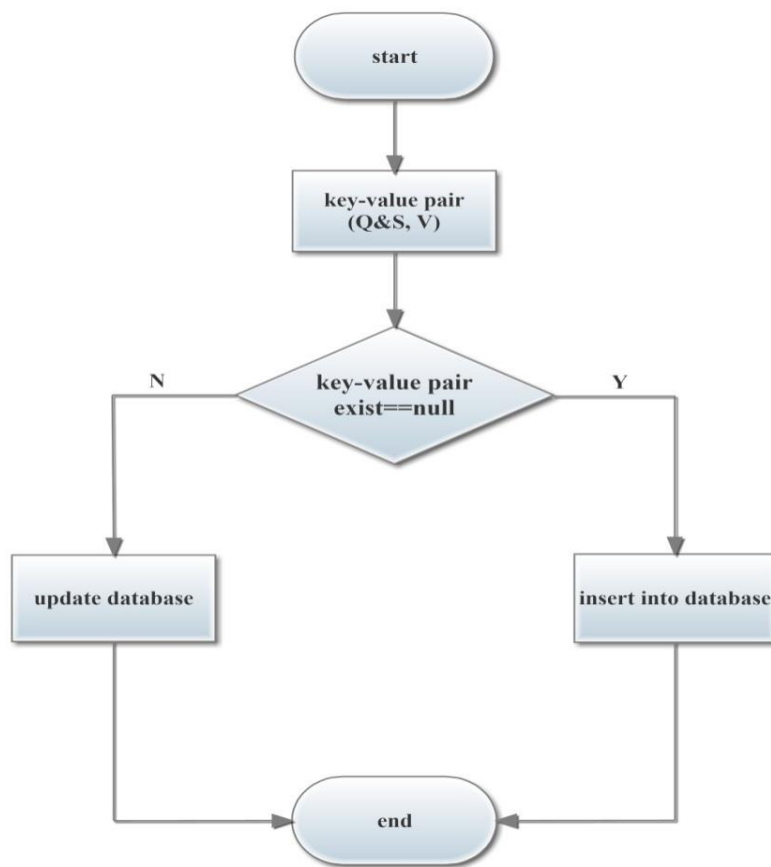 start
key-value pair
(Q&S, V)
key-value pair
exist==null
N
Y
update database
insert into database
end